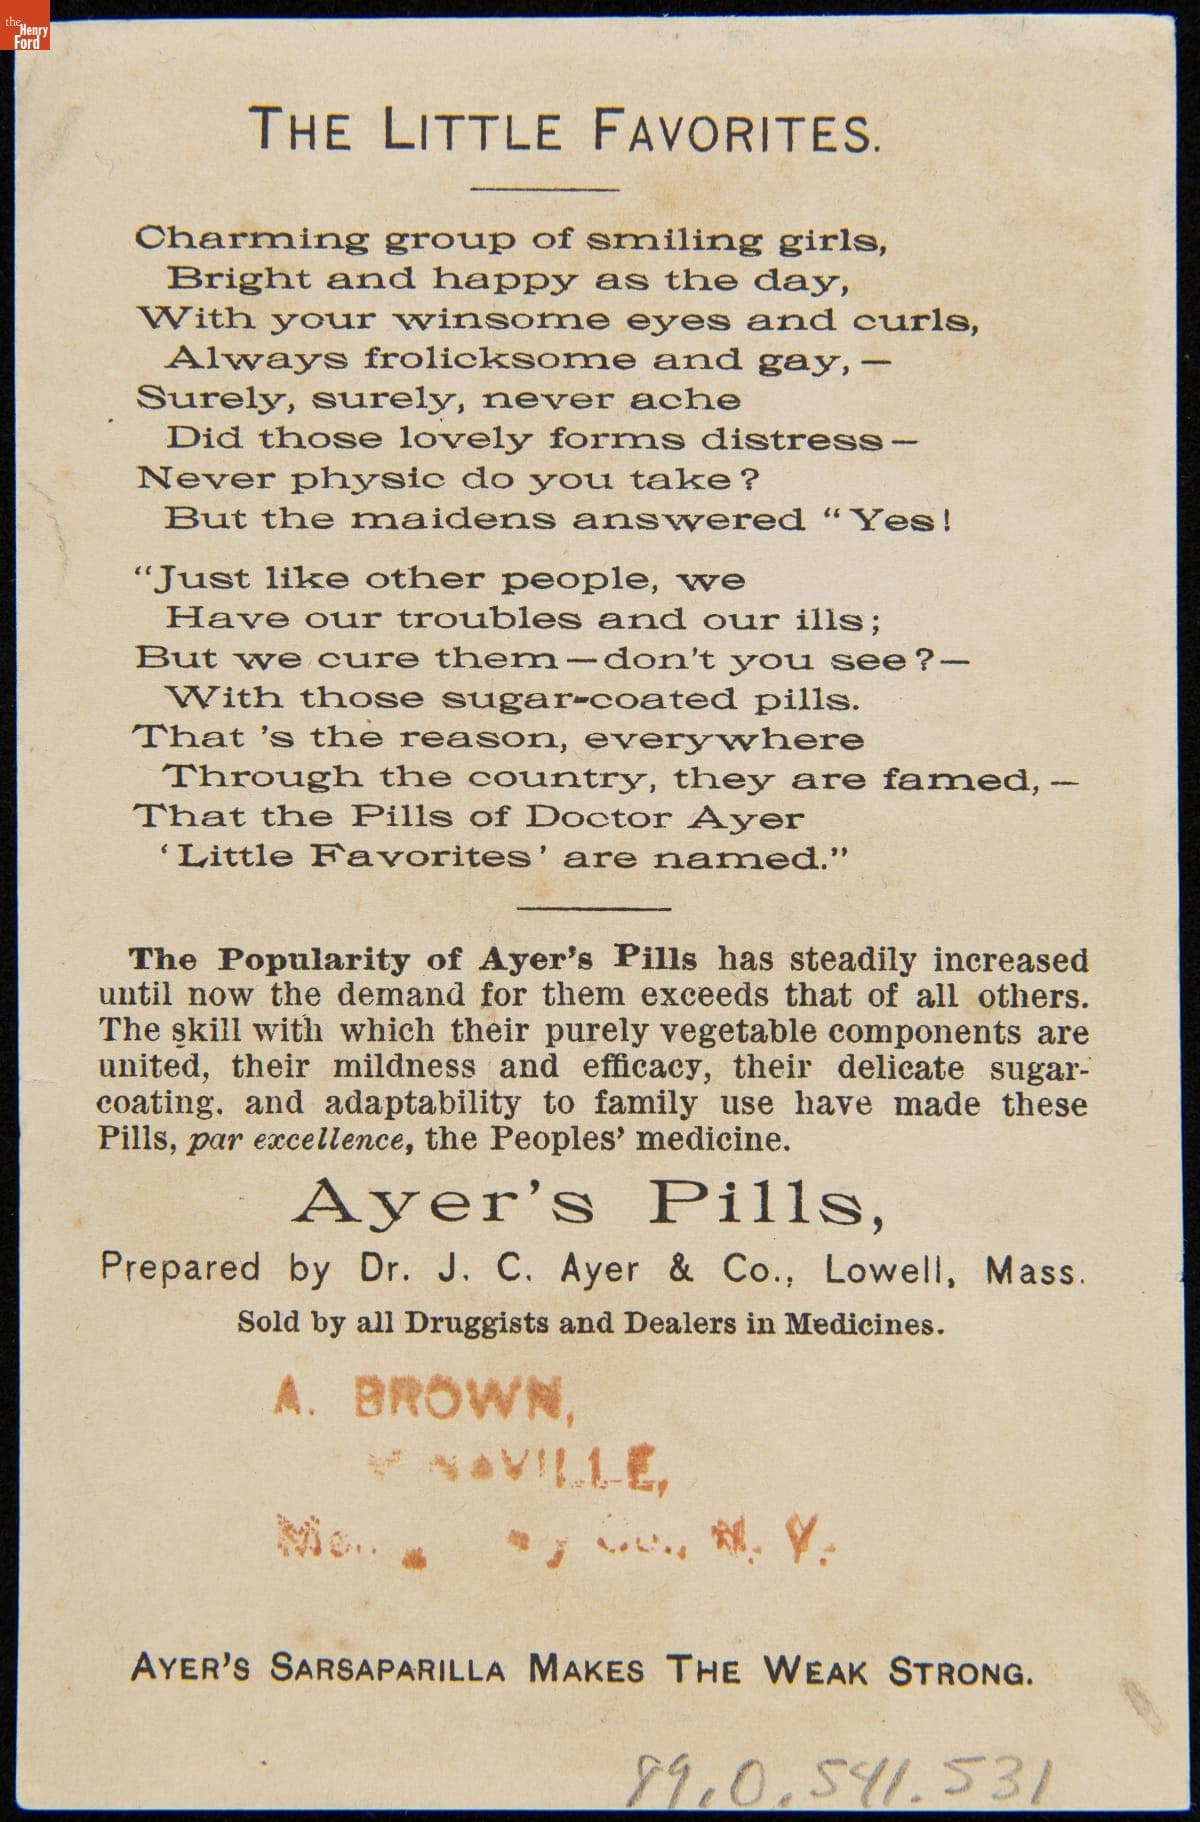 the
Henry
Ford
THE LITTLE FAVORITES.
Charming group of smiling girls,
Bright and happy as the day,
With your winsome eyes and curls,
Always frolicksome and gay,—
Surely, surely, never ache
Did those lovely forms distress—
Never physic do you take?
But the maidens answered "Yes!
"Just like other people, we
Have our troubles and our ills;
But we cure them—don't you see?—
With those sugar-coated pills.
That 's the reason, everywhere
Through the country, they are famed,—
That the Pills of Doctor Ayer
'Little Favorites' are named."
The Popularity of Ayer's Pills has steadily increased
until now the demand for them exceeds that of all others.
The skill with which their purely vegetable components are
united, their mildness and efficacy, their delicate sugar-
coating. and adaptability to family use have made these
Pills, par excellence, the Peoples' medicine.
Ayer's Pills,
Prepared by Dr. J. C. Ayer & Co., Lowell, Mass.
Sold by all Druggists and Dealers in Medicines.
A. BROWN,
N. Y.
AYER'S SARSAPARILLA MAKES THE WEAK STRONG.
89.0.541.531